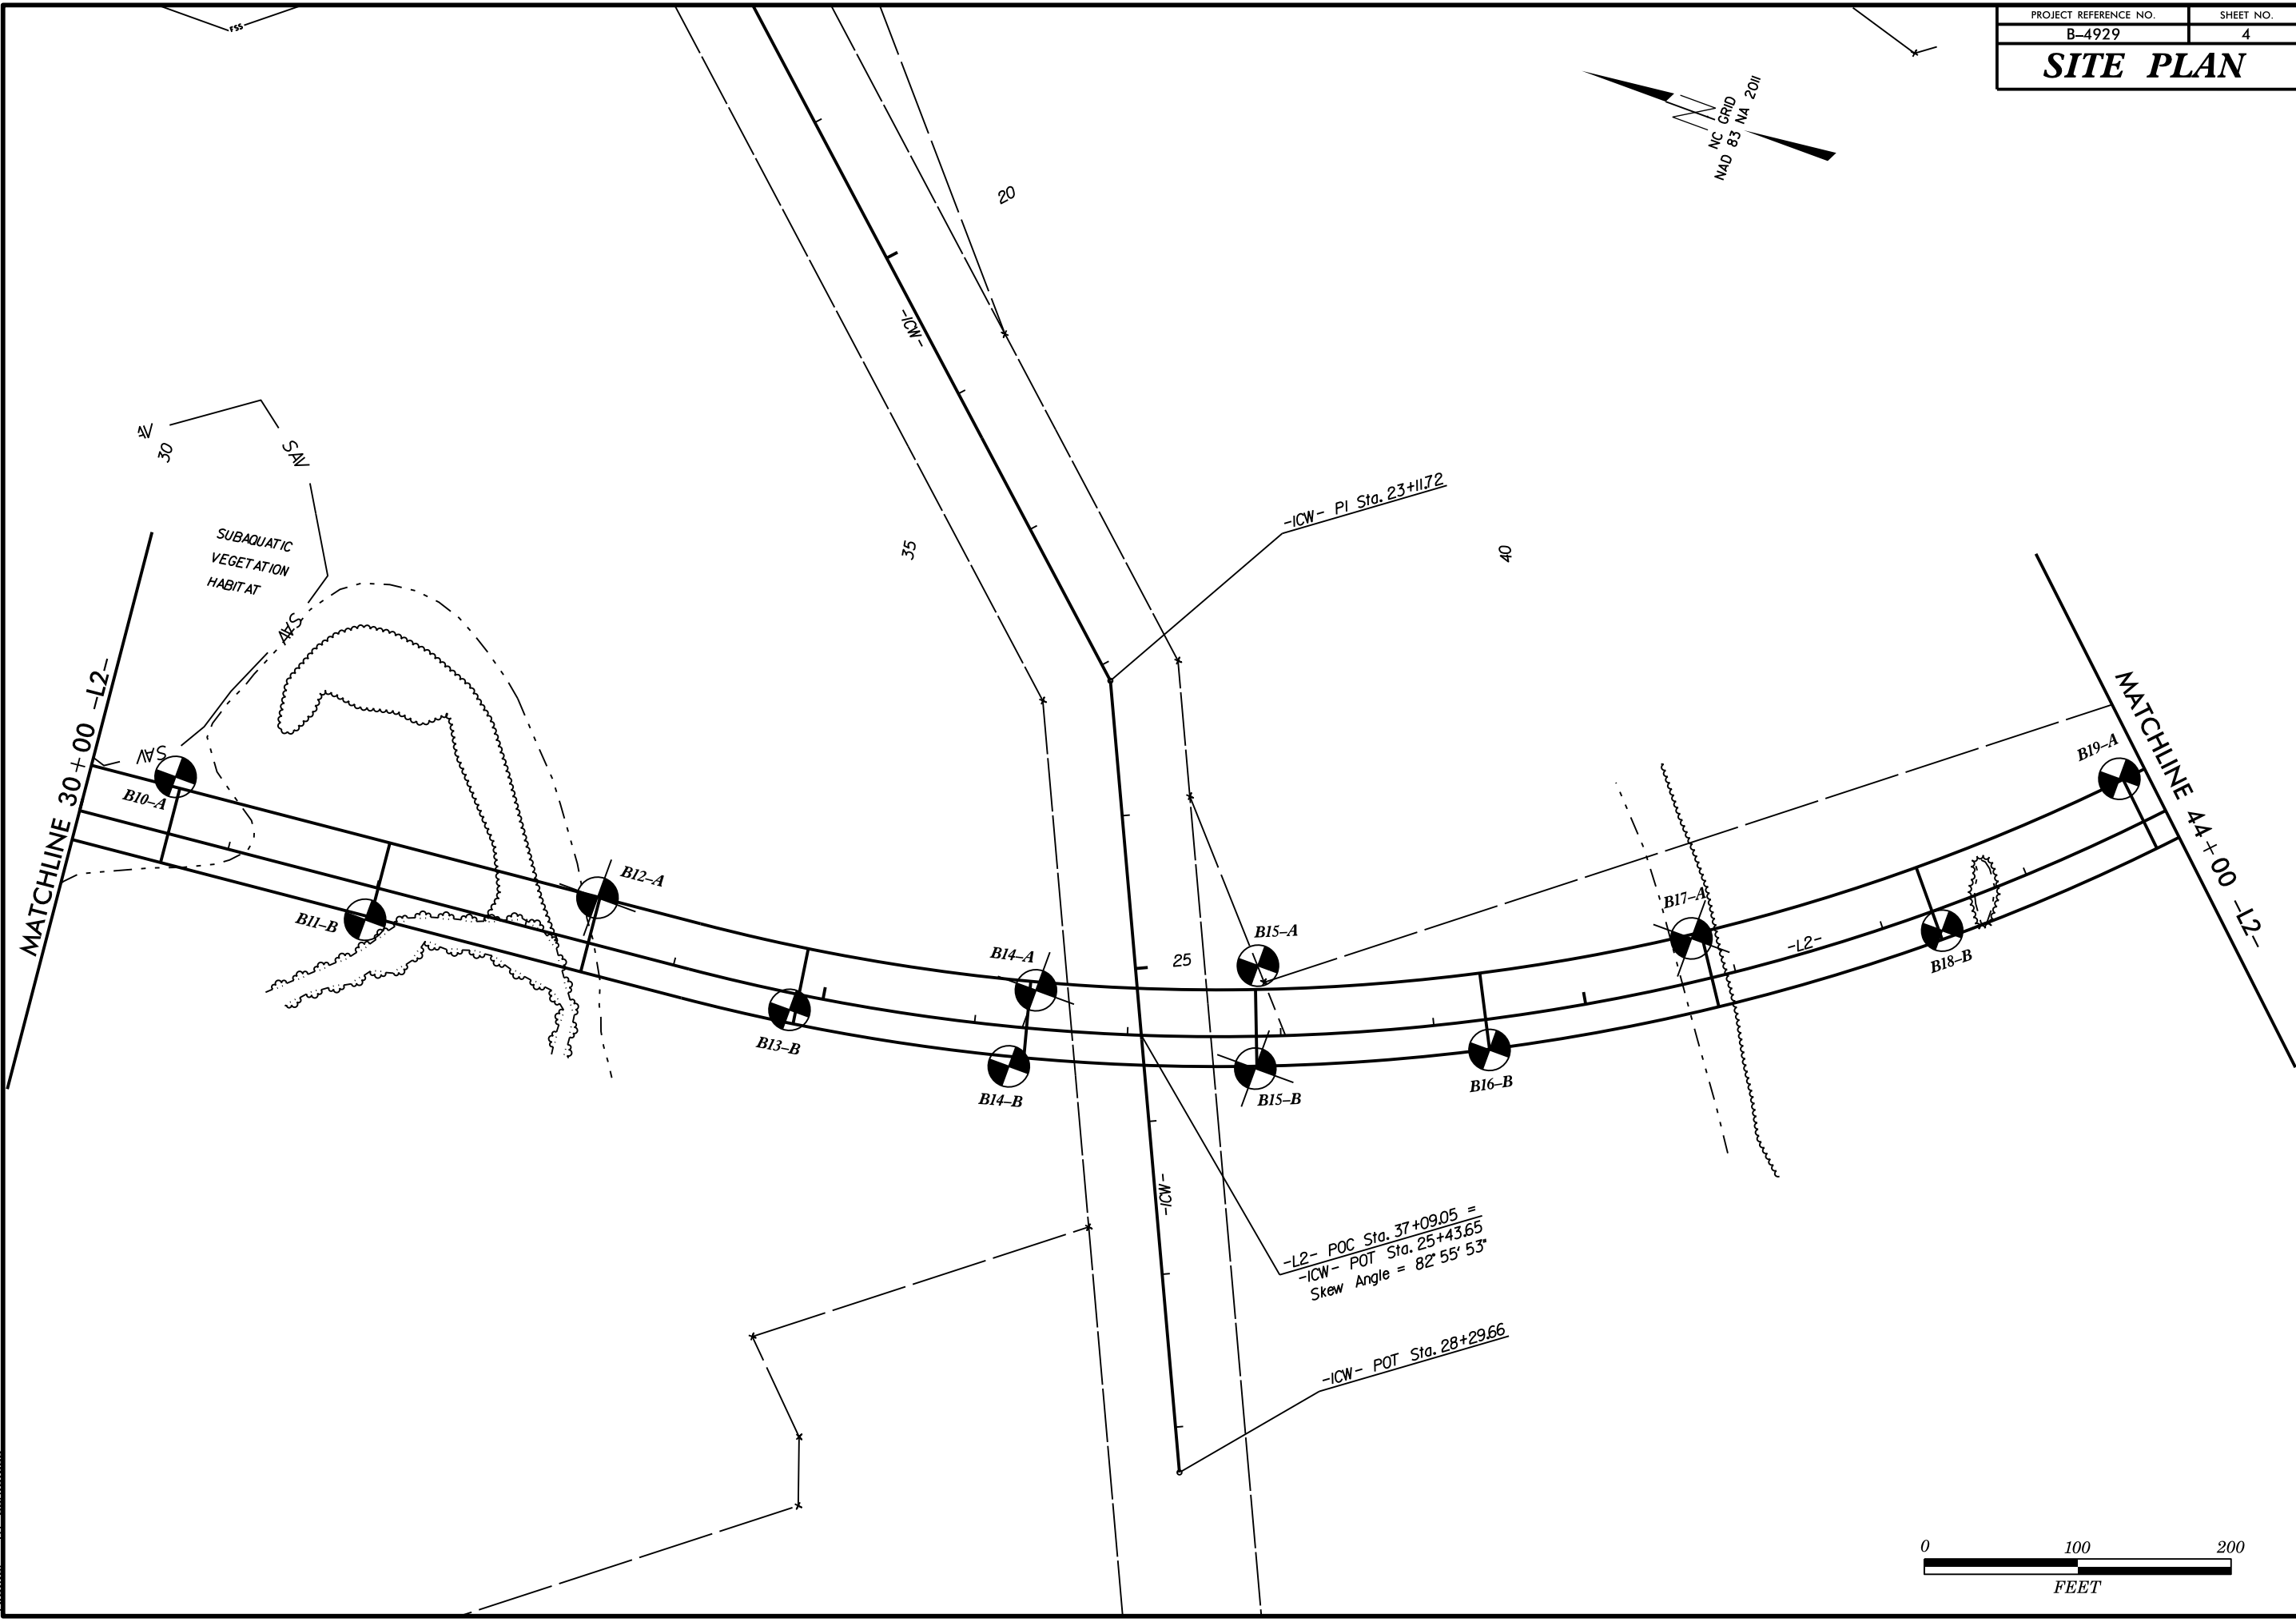 PROJECT REFERENCE NO. SHEET NO.
B-4929 4
SITE PLAN
FSS
NC GRID
NAD 83 NA 2011
20
-ICW-
AV
30
SAV
SUBAQUATIC
VEGETATION
HABITAT
SAV
SAV
35
-ICW- PI Sta. 23+11.72
40
MATCHLINE 30+00 -L2-
MATCHLINE 44+00 -L2-
B10-A
B11-B
B12-A
B13-B
B14-A
B14-B
25
B15-A
B15-B
B16-B
B17-A
-L2-
B18-B
B19-A
-ICW-
-L2- POC Sta. 37+09.05 =
-ICW- POT Sta. 25+43.65
Skew Angle = 82° 55' 53"
-ICW- POT Sta. 28+29.66
0 100 200
FEET